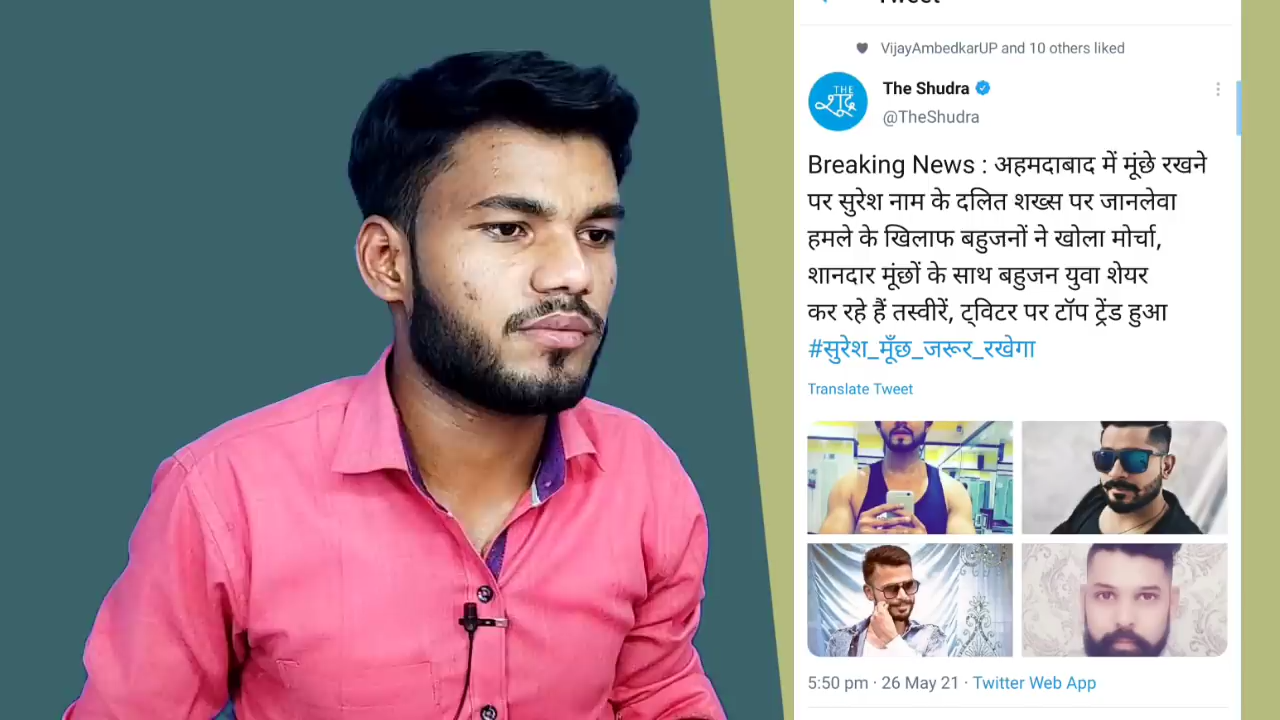 Tweet
VijayAmbedkarUP and 10 others liked
THE
शूद्र
The Shudra
@TheShudra
Breaking News : अहमदाबाद में मूंछे रखने
पर सुरेश नाम के दलित शख्स पर जानलेवा
हमले के खिलाफ बहुजनों ने खोला मोर्चा,
शानदार मूंछों के साथ बहुजन युवा शेयर
कर रहे हैं तस्वीरें, ट्विटर पर टॉप ट्रेंड हुआ
#सुरेश_मूँछ_जरूर_रखेगा
Translate Tweet
5:50 pm · 26 May 21 · Twitter Web App